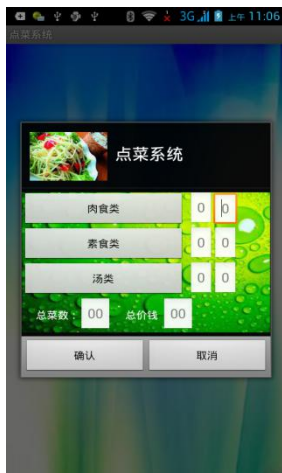 3G 上午 11:06
点菜系统
点菜系统
肉食类 0 0
素食类 0 0
汤类 0 0
总菜数： 00 总价钱 00
确认 取消